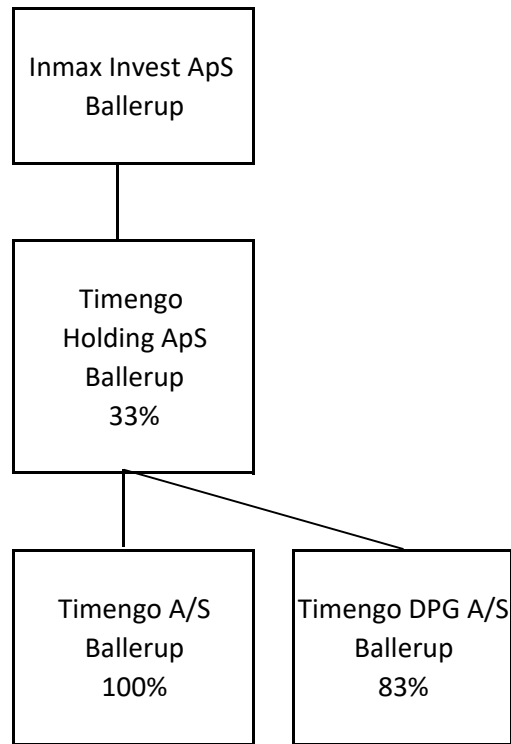 Inmax Invest ApS
Ballerup
Timengo
Holding ApS
Ballerup
33%
Timengo A/S
Ballerup
100%
Timengo DPG A/S
Ballerup
83%